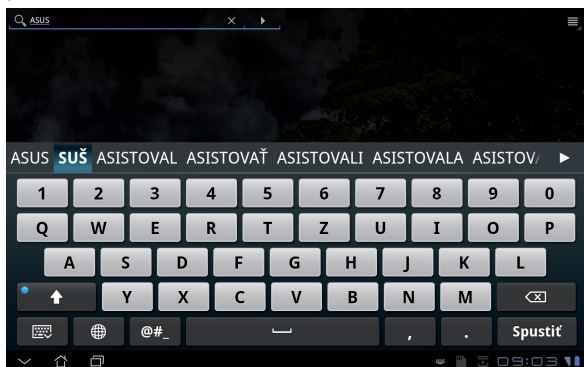 ASUS
ASUS SUŠ ASISTOVAL ASISTOVAŤ ASISTOVALI ASISTOVALA ASISTOV
1 2 3 4 5 6 7 8 9 0
Q W E R T Z U I O P
A S D F G H J K L
Y X C V B N M
@#_ , . Spustiť
09:03